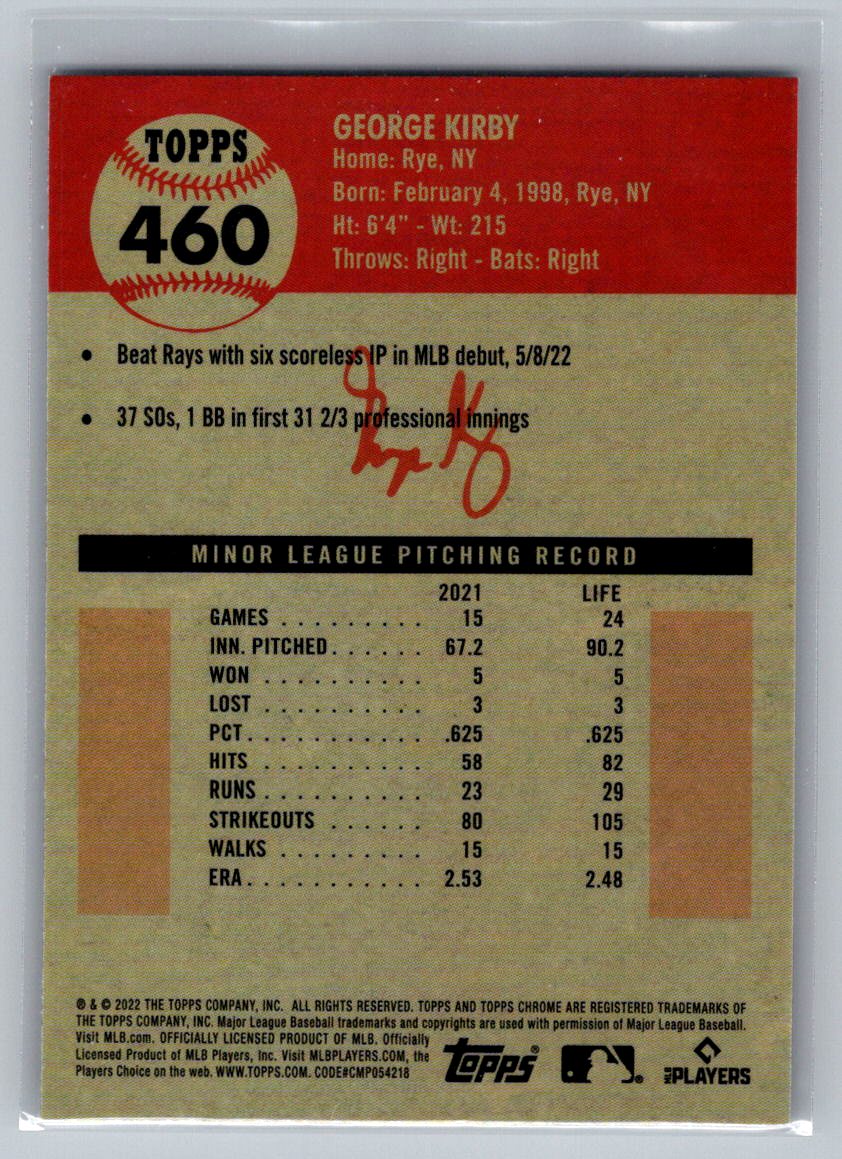 TOPPS
460
GEORGE KIRBY
Home: Rye, NY
Born: February 4, 1998, Rye, NY
Ht: 6'4" - Wt: 215
Throws: Right - Bats: Right
• Beat Rays with six scoreless IP in MLB debut, 5/8/22
• 37 SOs, 1 BB in first 31 2/3 professional innings
MINOR LEAGUE PITCHING RECORD
2021 LIFE
GAMES . . . . . . . . . 15 24
INN. PITCHED . . . . . . 67.2 90.2
WON . . . . . . . . . . 5 5
LOST . . . . . . . . . . 3 3
PCT . . . . . . . . . . . .625 .625
HITS . . . . . . . . . . 58 82
RUNS . . . . . . . . . . 23 29
STRIKEOUTS . . . . . . 80 105
WALKS . . . . . . . . . 15 15
ERA . . . . . . . . . . . 2.53 2.48
® & © 2022 THE TOPPS COMPANY, INC. ALL RIGHTS RESERVED. TOPPS AND TOPPS CHROME ARE REGISTERED TRADEMARKS OF
THE TOPPS COMPANY, INC. Major League Baseball trademarks and copyrights are used with permission of Major League Baseball.
Visit MLB.com. OFFICIALLY LICENSED PRODUCT OF MLB. Officially
Licensed Product of MLB Players, Inc. Visit MLBPLAYERS.COM, the
Players Choice on the web. WWW.TOPPS.COM. CODE#CMP054218
TOPPS®
MLB PLAYERS